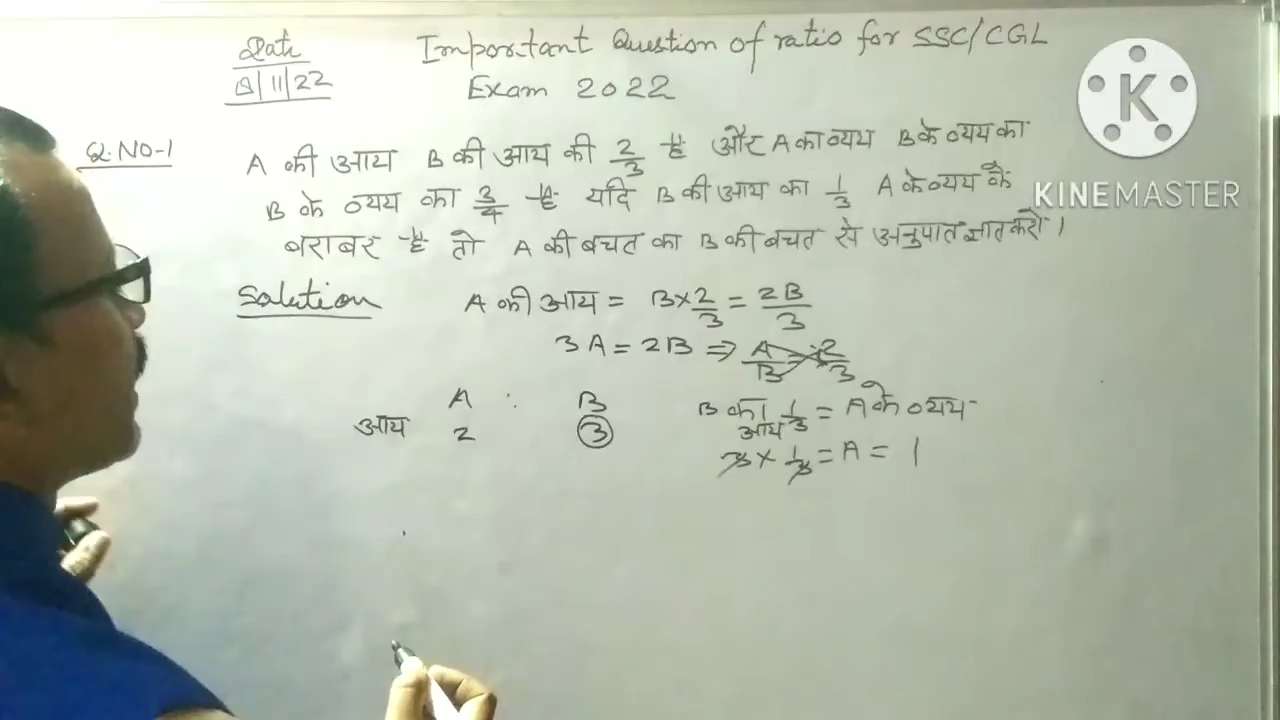 Date
8/11/22
Important Question of ratio for SSC/CGL
Exam 2022
Q.NO-1
A की आय B की आय की 2/3 है और A का व्यय B के व्यय का
B के व्यय का 3/4 है यदि B की आय का 1/3 A के व्यय के
बराबर है तो A की बचत का B की बचत से अनुपात ज्ञात करो।
Solution
A की आय = B×2/3 = 2B/3
3A = 2B ⇒ A/B = 2/3
A : B
आय 2 3
B का 1/3 = A के व्यय
आय
3 × 1/3 = A = 1
K
KINEMASTER